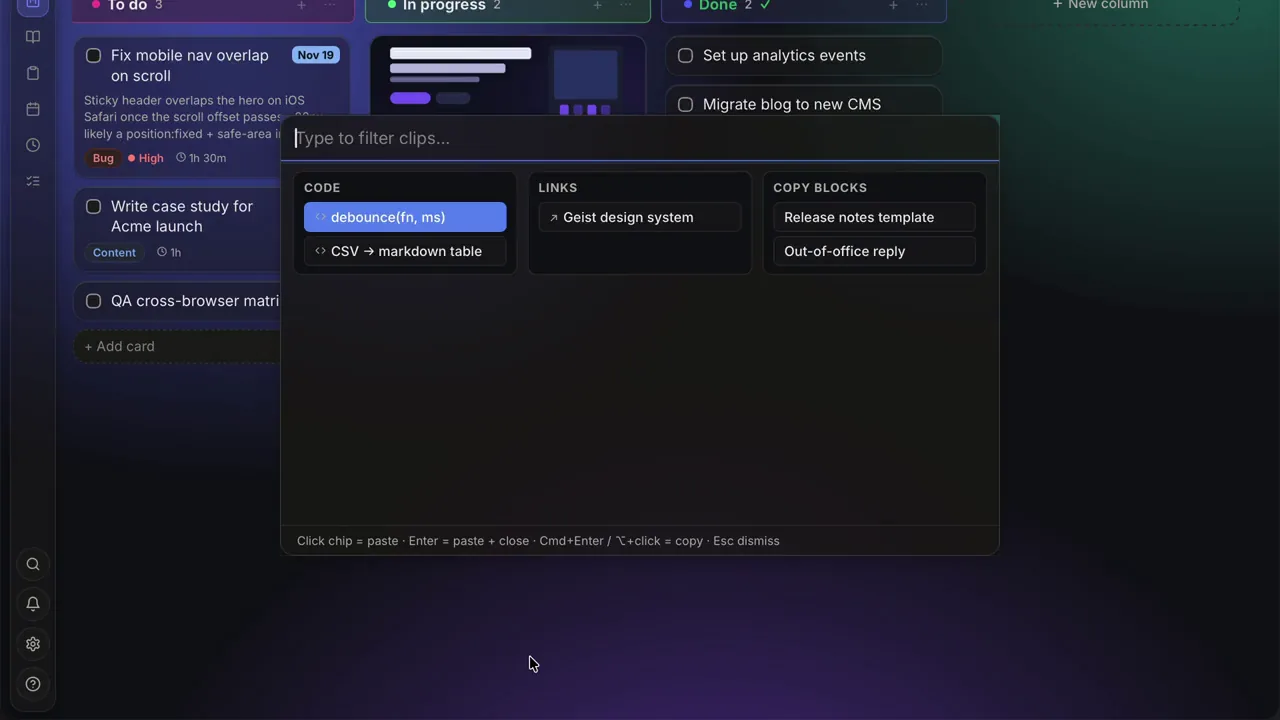 To do 3
In progress 2
Done 2
+ New column
Fix mobile nav overlap
on scroll
Nov 19
Sticky header overlaps the hero on iOS
Safari once the scroll offset passes
likely a position:fixed + safe-area
Bug High 1h 30m
Write case study for
Acme launch
Content 1h
QA cross-browser matri
+ Add card
Set up analytics events
Migrate blog to new CMS
Type to filter clips...
CODE
debounce(fn, ms)
CSV → markdown table
LINKS
↗ Geist design system
COPY BLOCKS
Release notes template
Out-of-office reply
Click chip = paste · Enter = paste + close · Cmd+Enter / ⌥+click = copy · Esc dismiss